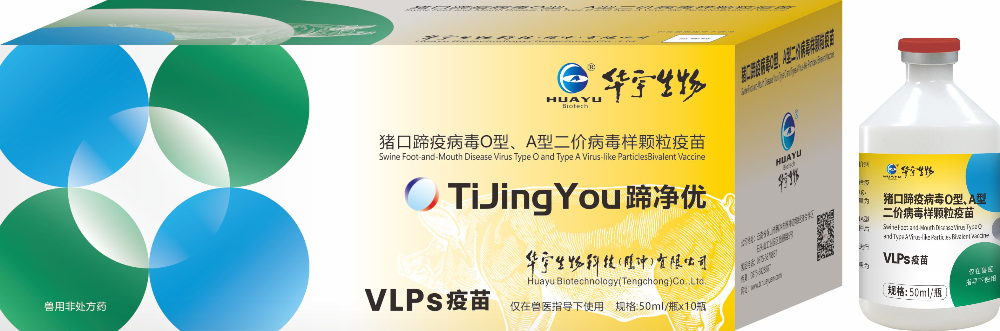 猪口蹄疫病毒O型、A型二价病毒样颗粒疫苗
Swine Foot-and-Mouth Disease Virus Type O and Type A Virus-like ParticlesBivalent Vaccine
华宇生物科技(腾冲)有限公司
Huayu Biotechnology(Tengchong)Co.,Ltd.
仅在兽医指导下使用
监管码
HUAYU
Biotech
®
华宇生物
猪口蹄疫病毒O型、A型二价病毒样颗粒疫苗
Swine Foot-and-Mouth Disease Virus Type O and Type A Virus-like ParticlesBivalent Vaccine
TiJingYou蹄净优
华宇生物科技(腾冲)有限公司
Huayu Biotechnology(Tengchong)Co.,Ltd.
VLPs疫苗
仅在兽医指导下使用 规格:50ml/瓶x10瓶
兽用非处方药
猪口蹄疫病毒O型、A型二价病毒样颗粒疫苗
Swine Foot-and-Mouth Disease Virus Type O and Type A Virus-like Particles Bivalent Vaccine
®
HUAYU
Biotech
华宇生物
公司地址：云南省保山市腾冲市腾冲边境经济合作区
石头山工业园区怡德路5号
售后电话：0875-5878887
传真：0875-6828887
网址：www.tchuayusw.com
HUAYU
Biotech
®
华宇生物
猪口蹄疫病毒O型、A型
二价病毒样颗粒疫苗
Swine Foot-and-Mouth Disease Virus Type O
and Type A Virus-like Particles Bivalent Vaccine
VLPs疫苗
规格: 50ml/瓶
仅在兽医
指导下使用
价病
蹄疫
ug，
量为
A型
种后
进行
期为